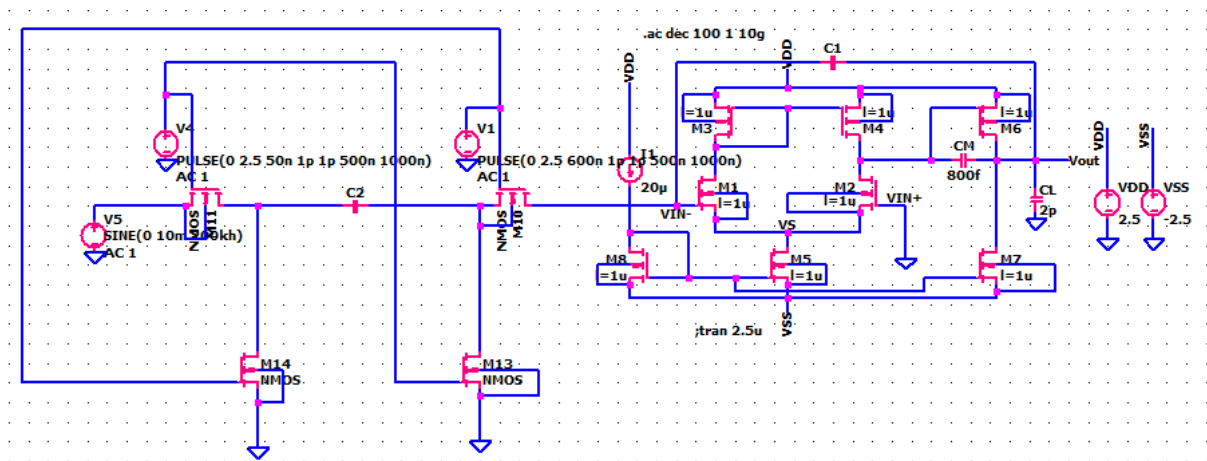 .ac dec 100 1 10g
C1
VDD
VDD
l=1u
M3
l=1u
M4
l=1u
M6
V4
PULSE(0 2.5 50n 1p 1p 500n 1000n)
AC 1
V1
PULSE(0 2.5 600n 1p 1p 500n 1000n)
AC 1
I1
20µ
CM
800f
Vout
VDD
VSS
C2
NMOS
M11
NMOS
M10
VIN-
M1
l=1u
M2
l=1u
VIN+
CL
2p
VDD
2.5
VSS
-2.5
V5
AC 1
VS
M8
l=1u
M5
l=1u
M7
l=1u
;tran 2.5u
VSS
M14
NMOS
M13
NMOS